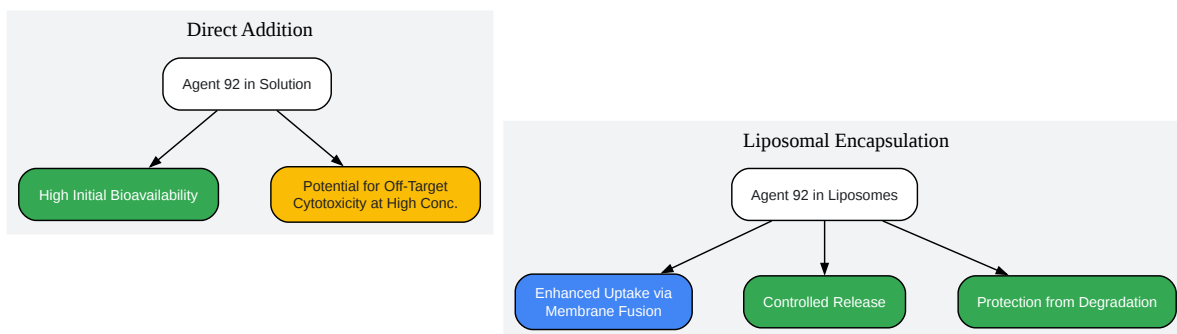 Direct Addition
Agent 92 in Solution
High Initial Bioavailability
Potential for Off-Target
Cytotoxicity at High Conc.
Liposomal Encapsulation
Agent 92 in Liposomes
Enhanced Uptake via
Membrane Fusion
Controlled Release
Protection from Degradation